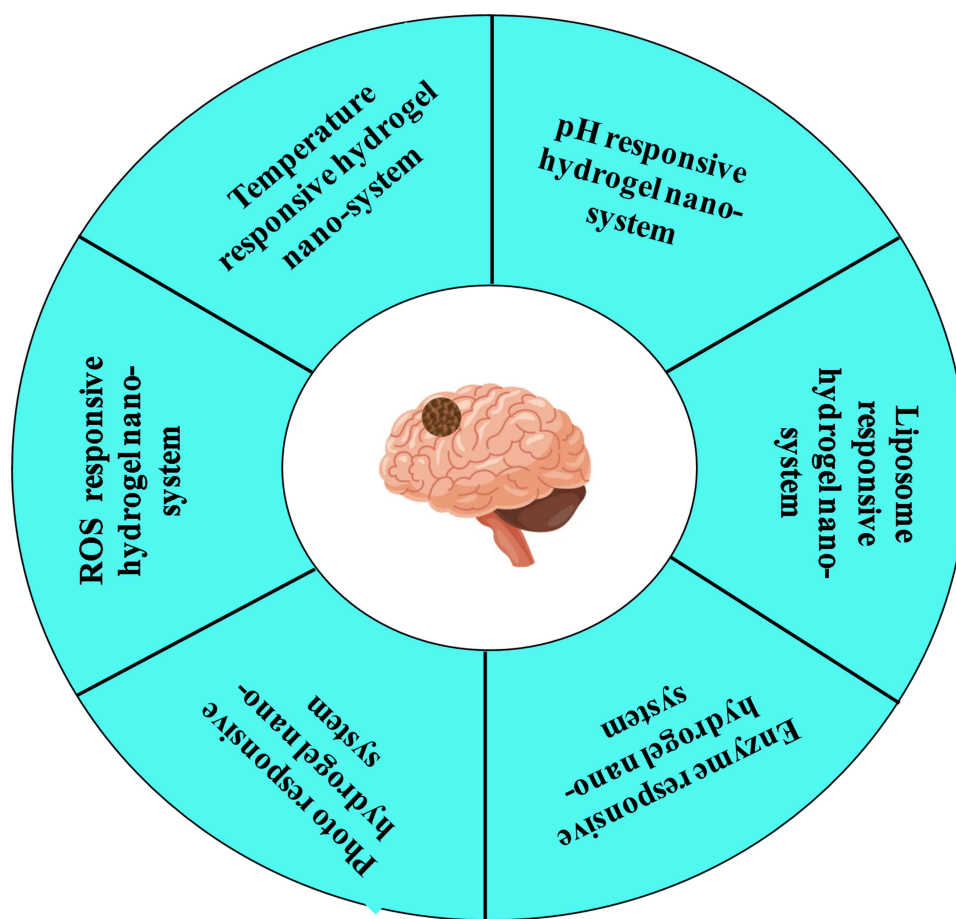 Temperature
responsive hydrogel
nano-system
pH responsive
hydrogel nano-
system
Liposome
responsive
hydrogel nano-
system
Enzyme responsive
hydrogel nano-
system
Photo responsive
hydrogel nano-
system
ROS responsive
hydrogel nano-
system